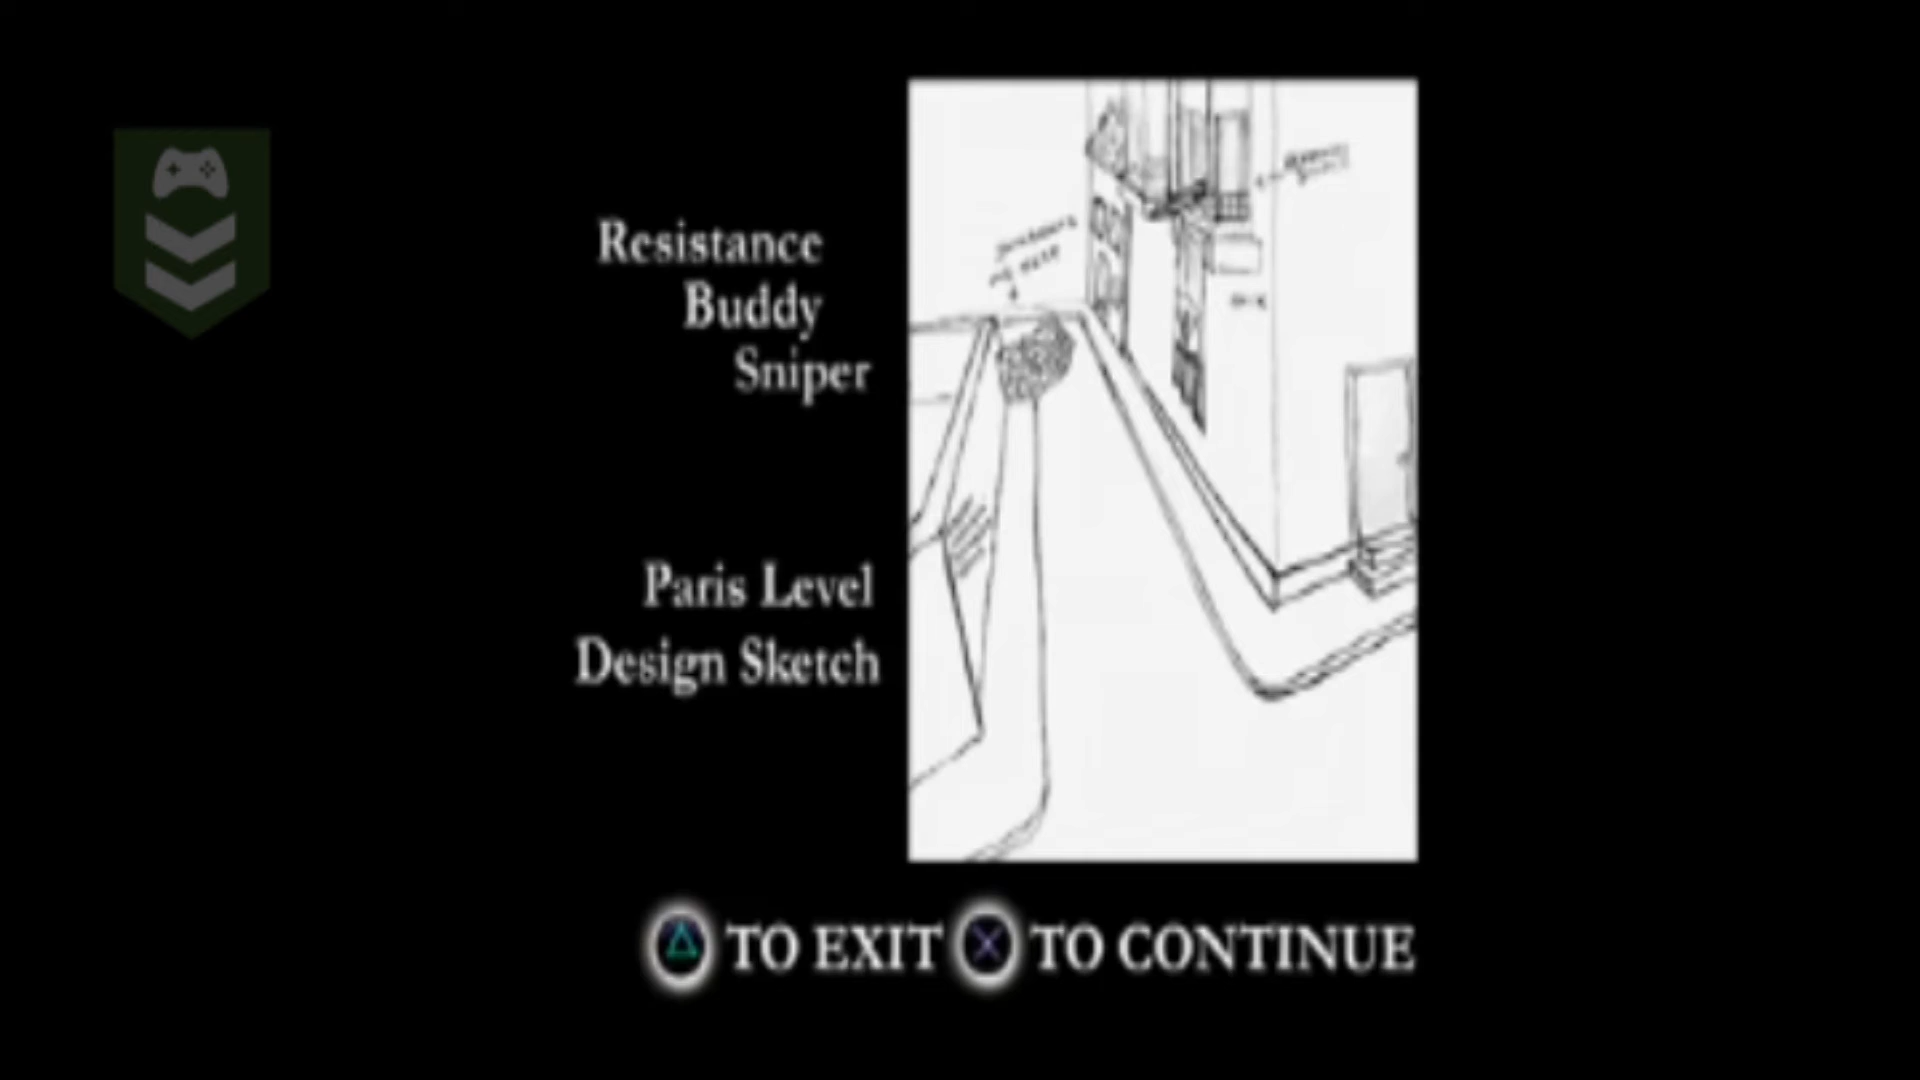 Resistance
Buddy
Sniper
Paris Level
Design Sketch
TO EXIT TO CONTINUE